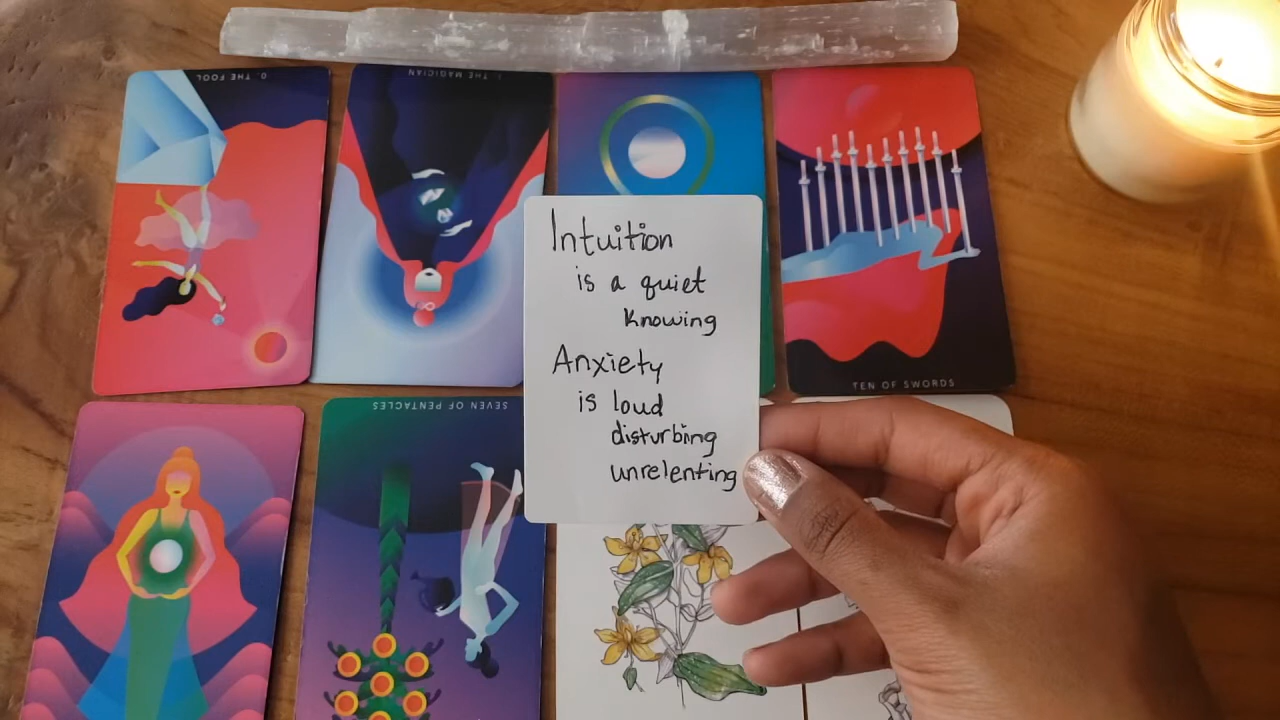 0. THE FOOL
I. THE MAGICIAN
TEN OF SWORDS
SEVEN OF PENTACLES
Intuition
is a quiet
Knowing
Anxiety
is loud
disturbing
unrelenting